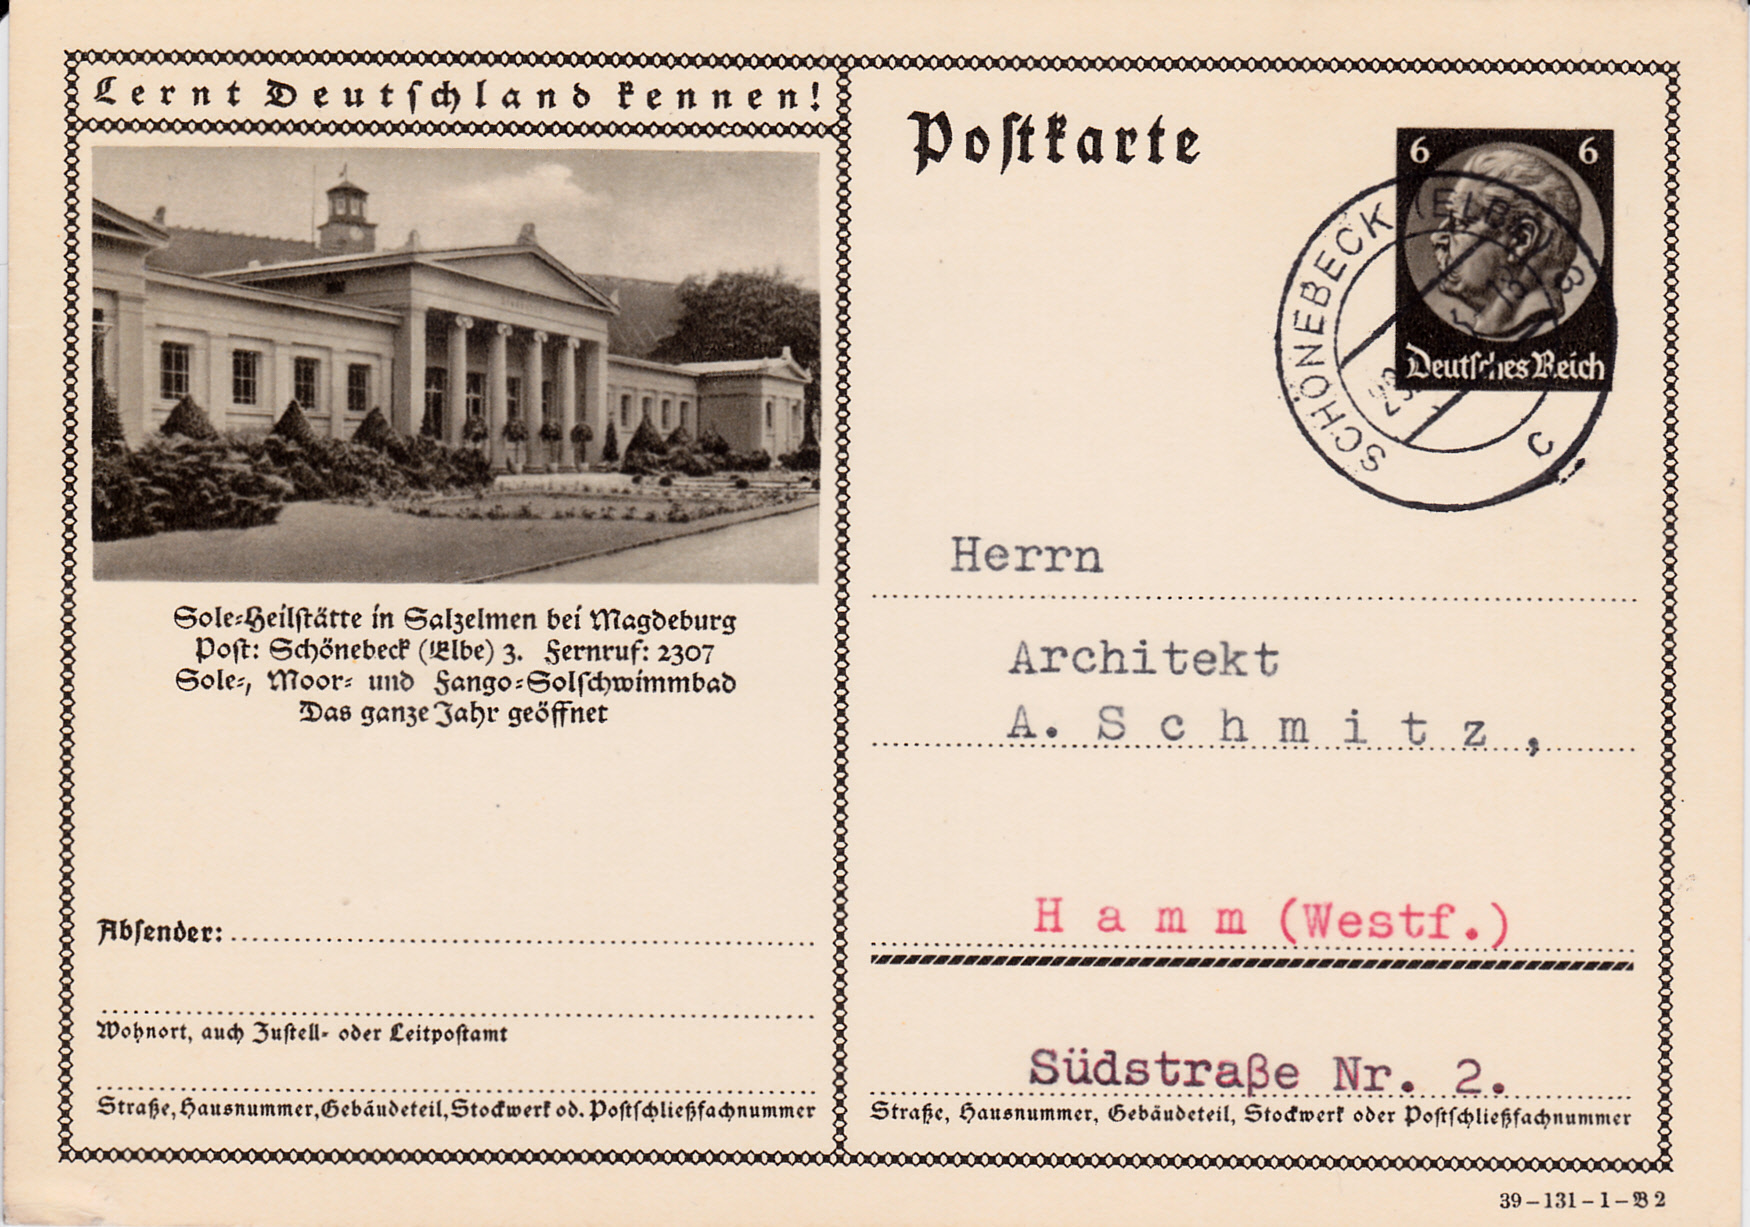 Lernt Deutschland kennen!
Sole-Heilstätte in Salzelmen bei Magdeburg
Post: Schönebeck (Elbe) 3. Fernruf: 2307
Sole-, Moor- und Fango-Solschwimmbad
Das ganze Jahr geöffnet
Absender:
Wohnort, auch Zustell- oder Leitpostamt
Straße, Hausnummer, Gebäudeteil, Stockwerk od. Postschließfachnummer
Postkarte
6 6
Deutsches Reich
SCHÖNEBECK (ELBE)
c
Herrn
Architekt
A. Schmitz,
Hamm (Westf.)
Südstraße Nr. 2.
Straße, Hausnummer, Gebäudeteil, Stockwerk oder Postschließfachnummer
39-131-1-B 2